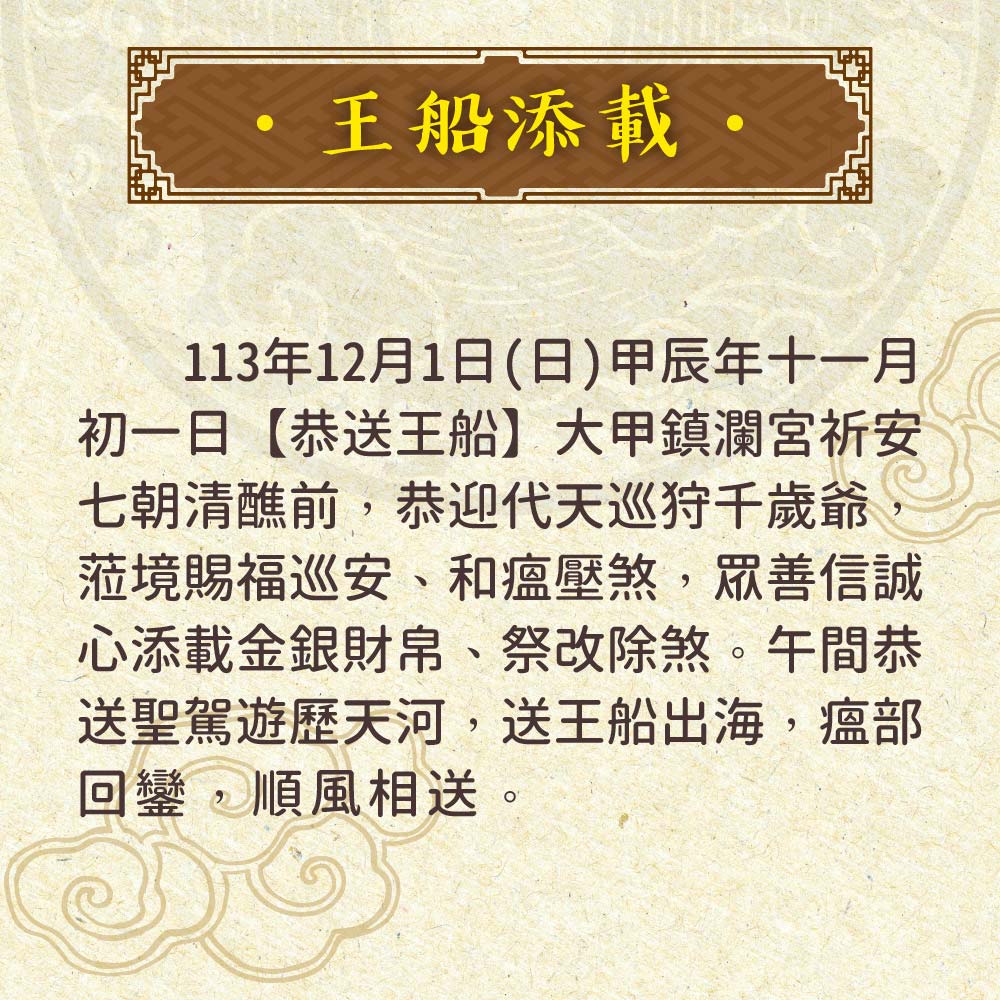 ・王船添載・
113年12月1日(日)甲辰年十一月
初一日【恭送王船】大甲鎮瀾宮祈安
七朝清醮前，恭迎代天巡狩千歲爺，
蒞境賜福巡安、和瘟壓煞，眾善信誠
心添載金銀財帛、祭改除煞。午間恭
送聖駕遊歷天河，送王船出海，瘟部
回鑾，順風相送。